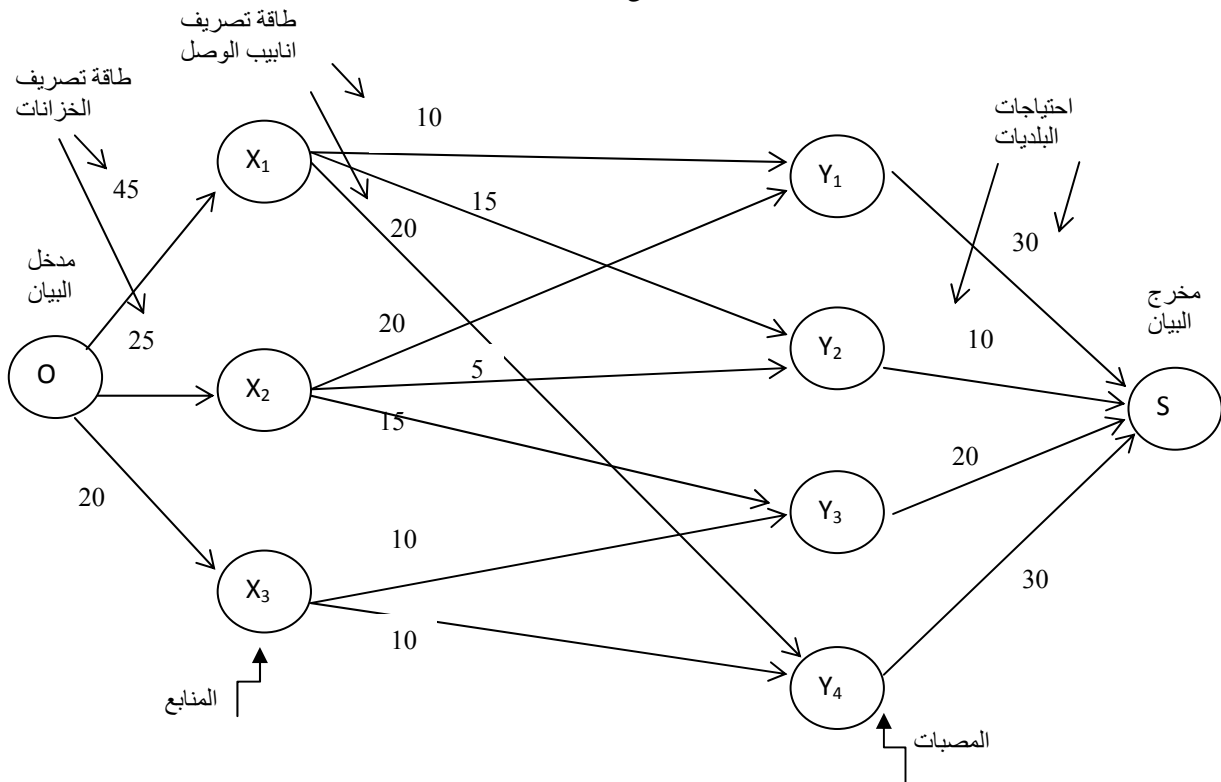 طاقة تصريف
انابيب الوصل
طاقة تصريف
الخزانات
احتياجات
البلديات
10
45
X₁
Y₁
15
20
30
مدخل
البيان
مخرج
البيان
25
20
10
O
X₂
5
Y₂
S
15
20
20
10
Y₃
X₃
30
10
Y₄
المنابع
المصبات